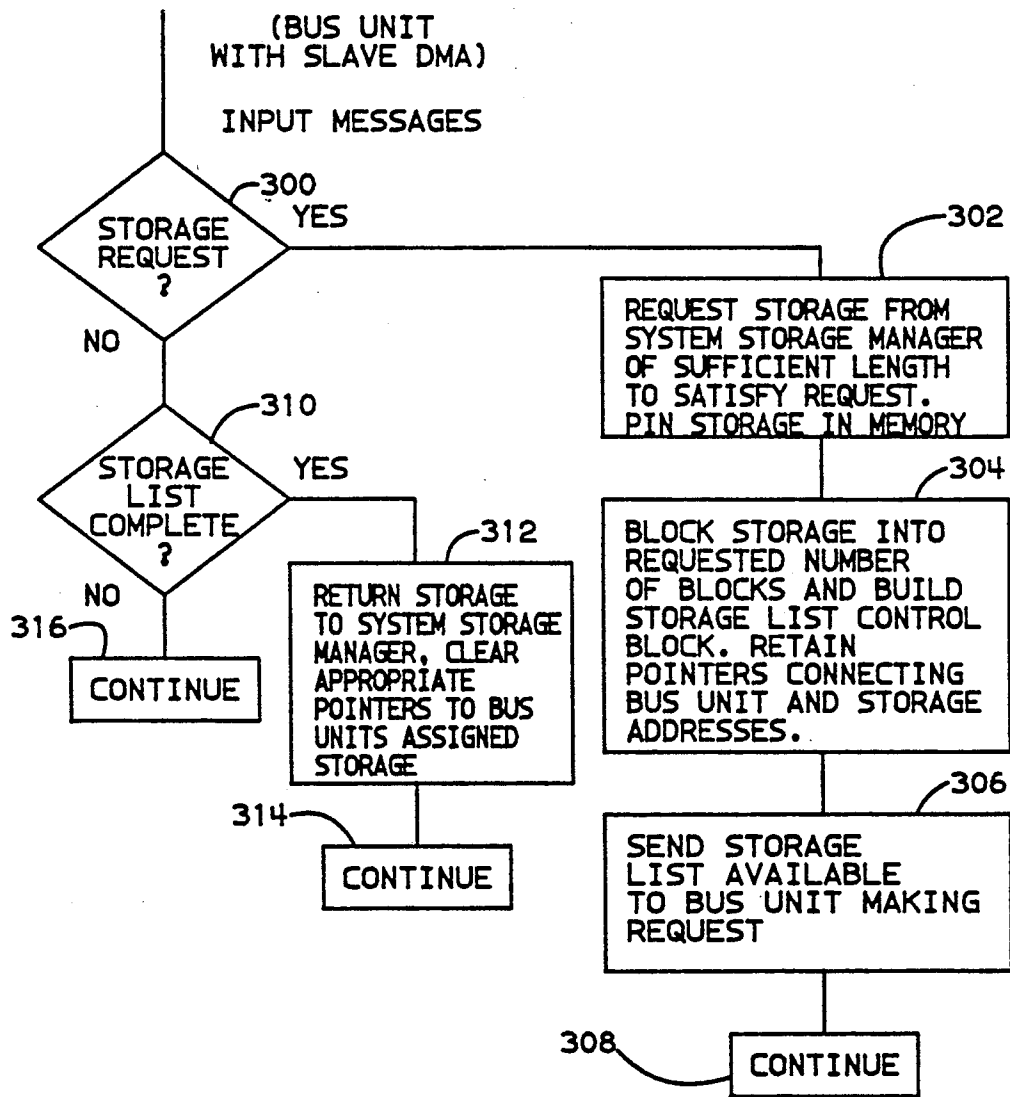 (BUS UNIT
WITH SLAVE DMA)
INPUT MESSAGES
300
STORAGE
REQUEST
?
YES
NO
302
REQUEST STORAGE FROM
SYSTEM STORAGE MANAGER
OF SUFFICIENT LENGTH
TO SATISFY REQUEST.
PIN STORAGE IN MEMORY
304
BLOCK STORAGE INTO
REQUESTED NUMBER
OF BLOCKS AND BUILD
STORAGE LIST CONTROL
BLOCK. RETAIN
POINTERS CONNECTING
BUS UNIT AND STORAGE
ADDRESSES.
306
SEND STORAGE
LIST AVAILABLE
TO BUS UNIT MAKING
REQUEST
308
CONTINUE
310
STORAGE
LIST
COMPLETE
?
YES
NO
312
RETURN STORAGE
TO SYSTEM STORAGE
MANAGER, CLEAR
APPROPRIATE
POINTERS TO BUS
UNITS ASSIGNED
STORAGE
314
CONTINUE
316
CONTINUE